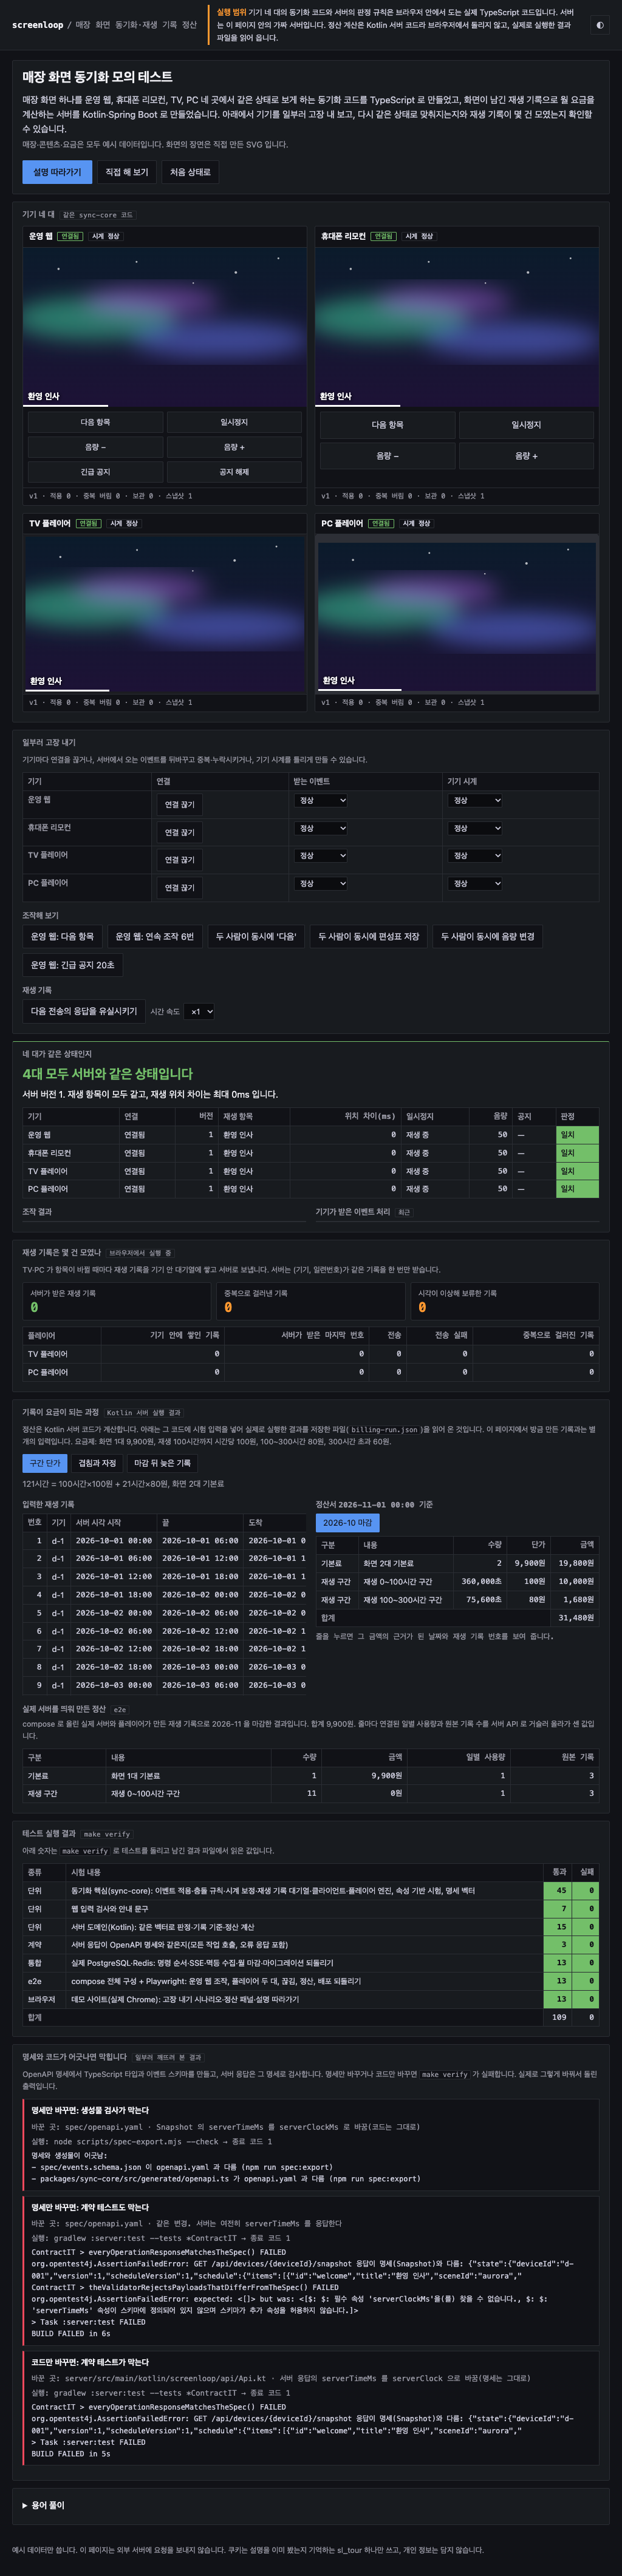 screenloop / 매장 화면 동기화·재생 기록 정산
실행 범위 기기 네 대의 동기화 코드와 서버의 판정 규칙은 브라우저 안에서 도는 실제 TypeScript 코드입니다. 서버
는 이 페이지 안의 가짜 서버입니다. 정산 계산은 Kotlin 서버 코드라 브라우저에서 돌리지 않고, 실제로 실행한 결과
파일을 읽어 옵니다.
매장 화면 동기화 모의 테스트
매장 화면 하나를 운영 웹, 휴대폰 리모컨, TV, PC 네 곳에서 같은 상태로 보게 하는 동기화 코드를 TypeScript 로 만들었고, 화면이 남긴 재생 기록으로 월 요금을
계산하는 서버를 Kotlin·Spring Boot 로 만들었습니다. 아래에서 기기를 일부러 고장 내 보고, 다시 같은 상태로 맞춰지는지와 재생 기록이 몇 건 모였는지 확인할
수 있습니다.
매장·콘텐츠·요금은 모두 예시 데이터입니다. 화면의 장면은 직접 만든 SVG 입니다.
설명 따라가기 직접 해 보기 처음 상태로
기기 네 대 같은 sync-core 코드
운영 웹 연결됨 시계 정상
환영 인사
다음 항목 일시정지
음량 − 음량 +
긴급 공지 공지 해제
v1 · 적용 0 · 중복 버림 0 · 보관 0 · 스냅샷 1
휴대폰 리모컨 연결됨 시계 정상
환영 인사
다음 항목 일시정지
음량 − 음량 +
v1 · 적용 0 · 중복 버림 0 · 보관 0 · 스냅샷 1
TV 플레이어 연결됨 시계 정상
환영 인사
v1 · 적용 0 · 중복 버림 0 · 보관 0 · 스냅샷 1
PC 플레이어 연결됨 시계 정상
환영 인사
v1 · 적용 0 · 중복 버림 0 · 보관 0 · 스냅샷 1
일부러 고장 내기
기기마다 연결을 끊거나, 서버에서 오는 이벤트를 뒤바꾸고 중복·누락시키거나, 기기 시계를 틀리게 만들 수 있습니다.
기기 연결 받는 이벤트 기기 시계
운영 웹 연결 끊기 정상 정상
휴대폰 리모컨 연결 끊기 정상 정상
TV 플레이어 연결 끊기 정상 정상
PC 플레이어 연결 끊기 정상 정상
조작해 보기
운영 웹: 다음 항목 운영 웹: 연속 조작 6번 두 사람이 동시에 '다음' 두 사람이 동시에 편성표 저장 두 사람이 동시에 음량 변경
운영 웹: 긴급 공지 20초
재생 기록
다음 전송의 응답을 유실시키기 시간 속도 ×1
네 대가 같은 상태인지
4대 모두 서버와 같은 상태입니다
서버 버전 1. 재생 항목이 모두 같고, 재생 위치 차이는 최대 0ms 입니다.
기기 연결 버전 재생 항목 위치 차이(ms) 일시정지 음량 공지 판정
운영 웹 연결됨 1 환영 인사 0 재생 중 50 — 일치
휴대폰 리모컨 연결됨 1 환영 인사 0 재생 중 50 — 일치
TV 플레이어 연결됨 1 환영 인사 0 재생 중 50 — 일치
PC 플레이어 연결됨 1 환영 인사 0 재생 중 50 — 일치
조작 결과
기기가 받은 이벤트 처리 최근
재생 기록은 몇 건 모였나 브라우저에서 실행 중
TV·PC 가 항목이 바뀔 때마다 재생 기록을 기기 안 대기열에 쌓고 서버로 보냅니다. 서버는 (기기, 일련번호)가 같은 기록을 한 번만 받습니다.
서버가 받은 재생 기록
0
중복으로 걸러낸 기록
0
시각이 이상해 보류한 기록
0
플레이어 기기 안에 쌓인 기록 서버가 받은 마지막 번호 전송 전송 실패 중복으로 걸러진 기록
TV 플레이어 0 0 0 0 0
PC 플레이어 0 0 0 0 0
기록이 요금이 되는 과정 Kotlin 서버 실행 결과
정산은 Kotlin 서버 코드가 계산합니다. 아래는 그 코드에 시험 입력을 넣어 실제로 실행한 결과를 저장한 파일( billing-run.json )을 읽어 온 것입니다. 이 페이지에서 방금 만든 기록과는 별
개의 입력입니다. 요금제: 화면 1대 9,900원, 재생 100시간까지 시간당 100원, 100~300시간 80원, 300시간 초과 60원.
구간 단가 겹침과 자정 마감 뒤 늦은 기록
121시간 = 100시간×100원 + 21시간×80원, 화면 2대 기본료
입력한 재생 기록
번호 기기 서버 시각 시작 끝 도착
1 d-1 2026-10-01 00:00 2026-10-01 06:00 2026-10-01 0
2 d-1 2026-10-01 06:00 2026-10-01 12:00 2026-10-01 1
3 d-1 2026-10-01 12:00 2026-10-01 18:00 2026-10-01 1
4 d-1 2026-10-01 18:00 2026-10-02 00:00 2026-10-02 0
5 d-1 2026-10-02 00:00 2026-10-02 06:00 2026-10-02 0
6 d-1 2026-10-02 06:00 2026-10-02 12:00 2026-10-02 1
7 d-1 2026-10-02 12:00 2026-10-02 18:00 2026-10-02 1
8 d-1 2026-10-02 18:00 2026-10-03 00:00 2026-10-03 0
9 d-1 2026-10-03 00:00 2026-10-03 06:00 2026-10-03 0
정산서 2026-11-01 00:00 기준
2026-10 마감
구분 내용 수량 단가 금액
기본료 화면 2대 기본료 2 9,900원 19,800원
재생 구간 재생 0~100시간 구간 360,000초 100원 10,000원
재생 구간 재생 100~300시간 구간 75,600초 80원 1,680원
합계 31,480원
줄을 누르면 그 금액의 근거가 된 날짜와 재생 기록 번호를 보여 줍니다.
실제 서버를 띄워 만든 정산 e2e
compose 로 올린 실제 서버와 플레이어가 만든 재생 기록으로 2026-11 을 마감한 결과입니다. 합계 9,900원. 줄마다 연결된 일별 사용량과 원본 기록 수를 서버 API 로 거슬러 올라가 센 값입
니다.
구분 내용 수량 금액 일별 사용량 원본 기록
기본료 화면 1대 기본료 1 9,900원 1 3
재생 구간 재생 0~100시간 구간 11 0원 1 3
테스트 실행 결과 make verify
아래 숫자는 make verify 로 테스트를 돌리고 남긴 결과 파일에서 읽은 값입니다.
종류 시험 내용 통과 실패
단위 동기화 핵심(sync-core): 이벤트 적용·충돌 규칙·시계 보정·재생 기록 대기열·클라이언트·플레이어 엔진, 속성 기반 시험, 명세 벡터 45 0
단위 웹 입력 검사와 안내 문구 7 0
단위 서버 도메인(Kotlin): 같은 벡터로 판정·기록 기준·정산 계산 15 0
계약 서버 응답이 OpenAPI 명세와 같은지(모든 작업 호출, 오류 응답 포함) 3 0
통합 실제 PostgreSQL·Redis: 명령 순서·SSE·멱등 수집·월 마감·마이그레이션 되돌리기 13 0
e2e compose 전체 구성 + Playwright: 운영 웹 조작, 플레이어 두 대, 끊김, 정산, 배포 되돌리기 13 0
브라우저 데모 사이트(실제 Chrome): 고장 내기 시나리오·정산 패널·설명 따라가기 13 0
합계 109 0
명세와 코드가 어긋나면 막힙니다 일부러 깨뜨려 본 결과
OpenAPI 명세에서 TypeScript 타입과 이벤트 스키마를 만들고, 서버 응답은 그 명세로 검사합니다. 명세만 바꾸거나 코드만 바꾸면 make verify 가 실패합니다. 실제로 그렇게 바꿔서 돌린
출력입니다.
명세만 바꾸면: 생성물 검사가 막는다
바꾼 곳: spec/openapi.yaml · Snapshot 의 serverTimeMs 를 serverClockMs 로 바꿈(코드는 그대로)
실행: node scripts/spec-export.mjs --check → 종료 코드 1
명세와 생성물이 어긋남:
- spec/events.schema.json 이 openapi.yaml 과 다름 (npm run spec:export)
- packages/sync-core/src/generated/openapi.ts 가 openapi.yaml 과 다름 (npm run spec:export)
명세만 바꾸면: 계약 테스트도 막는다
바꾼 곳: spec/openapi.yaml · 같은 변경. 서버는 여전히 serverTimeMs 를 응답한다
실행: gradlew :server:test --tests *ContractIT → 종료 코드 1
ContractIT > everyOperationResponseMatchesTheSpec() FAILED
org.opentest4j.AssertionFailedError: GET /api/devices/{deviceId}/snapshot 응답이 명세(Snapshot)와 다름: {"state":{"deviceId":"d-
001","version":1,"scheduleVersion":1,"schedule":{"items":[{"id":"welcome","title":"환영 인사","sceneId":"aurora","
ContractIT > theValidatorRejectsPayloadsThatDifferFromTheSpec() FAILED
org.opentest4j.AssertionFailedError: expected: <[]> but was: <[$: $: 필수 속성 'serverClockMs'을(를) 찾을 수 없습니다., $: $:
'serverTimeMs' 속성이 스키마에 정의되어 있지 않으며 스키마가 추가 속성을 허용하지 않습니다.]>
> Task :server:test FAILED
BUILD FAILED in 6s
코드만 바꾸면: 계약 테스트가 막는다
바꾼 곳: server/src/main/kotlin/screenloop/api/Api.kt · 서버 응답의 serverTimeMs 를 serverClock 으로 바꿈(명세는 그대로)
실행: gradlew :server:test --tests *ContractIT → 종료 코드 1
ContractIT > everyOperationResponseMatchesTheSpec() FAILED
org.opentest4j.AssertionFailedError: GET /api/devices/{deviceId}/snapshot 응답이 명세(Snapshot)와 다름: {"state":{"deviceId":"d-
001","version":1,"scheduleVersion":1,"schedule":{"items":[{"id":"welcome","title":"환영 인사","sceneId":"aurora","
> Task :server:test FAILED
BUILD FAILED in 5s
▶ 용어 풀이
예시 데이터만 씁니다. 이 페이지는 외부 서버에 요청을 보내지 않습니다. 쿠키는 설명을 이미 봤는지 기억하는 sl_tour 하나만 쓰고, 개인 정보는 담지 않습니다.